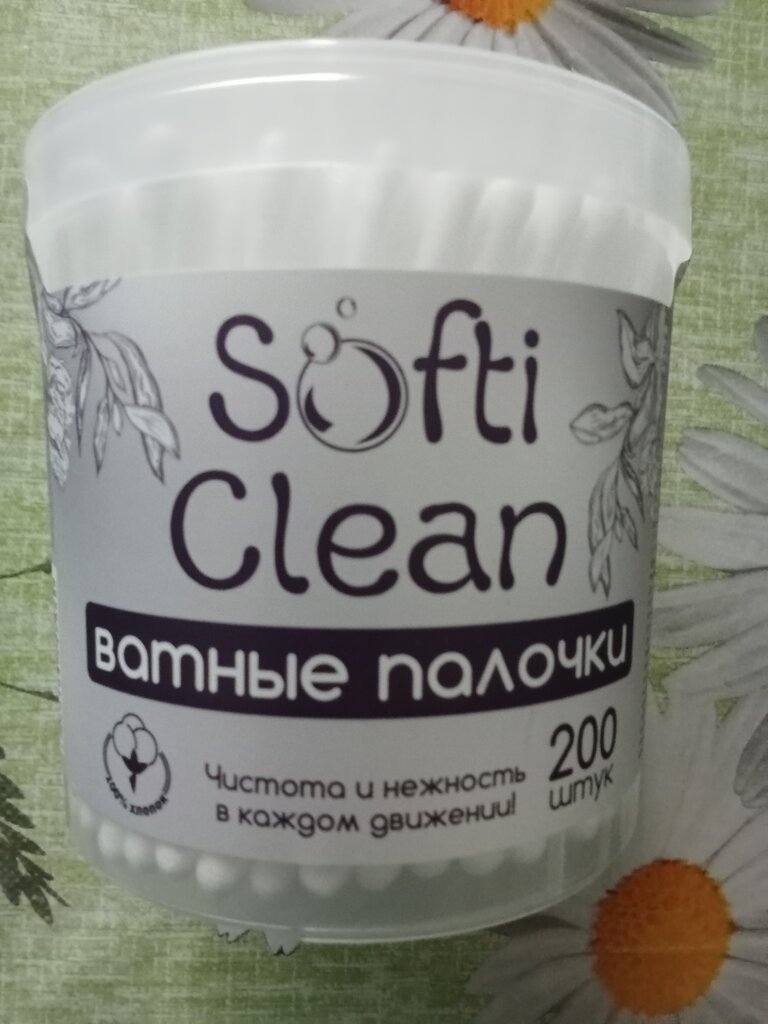 Softi
Clean
ватные палочки
100% хлопок
Чистота и нежность
в каждом движении!
200
штук